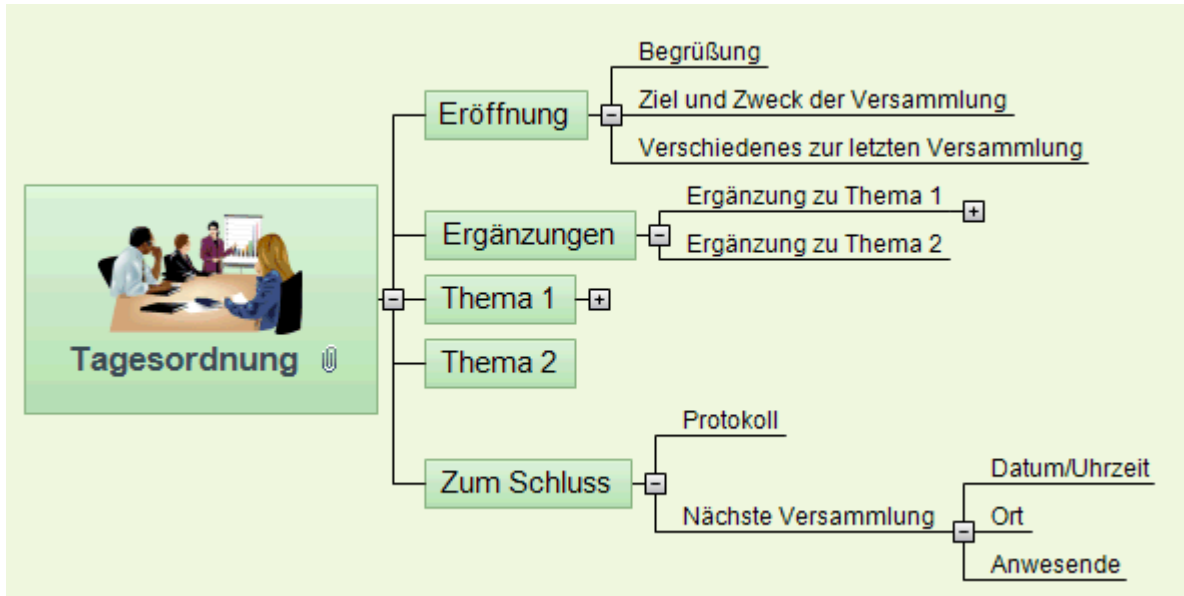 Tagesordnung
Eröffnung
Begrüßung
Ziel und Zweck der Versammlung
Verschiedenes zur letzten Versammlung
Ergänzungen
Ergänzung zu Thema 1
Ergänzung zu Thema 2
Thema 1
Thema 2
Zum Schluss
Protokoll
Nächste Versammlung
Datum/Uhrzeit
Ort
Anwesende